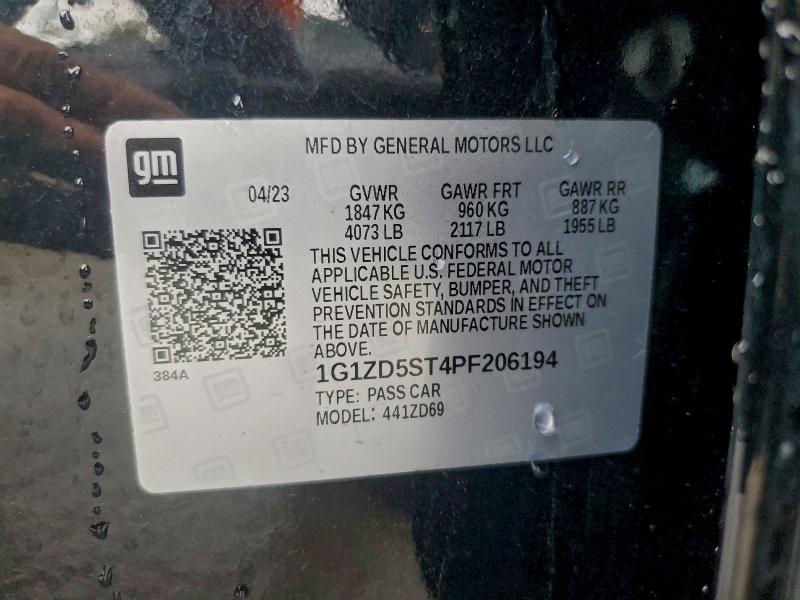 gm
MFD BY GENERAL MOTORS LLC
04/23 GVWR GAWR FRT GAWR RR
1847 KG 960 KG 887 KG
4073 LB 2117 LB 1955 LB
THIS VEHICLE CONFORMS TO ALL
APPLICABLE U.S. FEDERAL MOTOR
VEHICLE SAFETY, BUMPER, AND THEFT
PREVENTION STANDARDS IN EFFECT ON
THE DATE OF MANUFACTURE SHOWN
ABOVE.
384A
1G1ZD5ST4PF206194
TYPE: PASS CAR
MODEL: 441ZD69